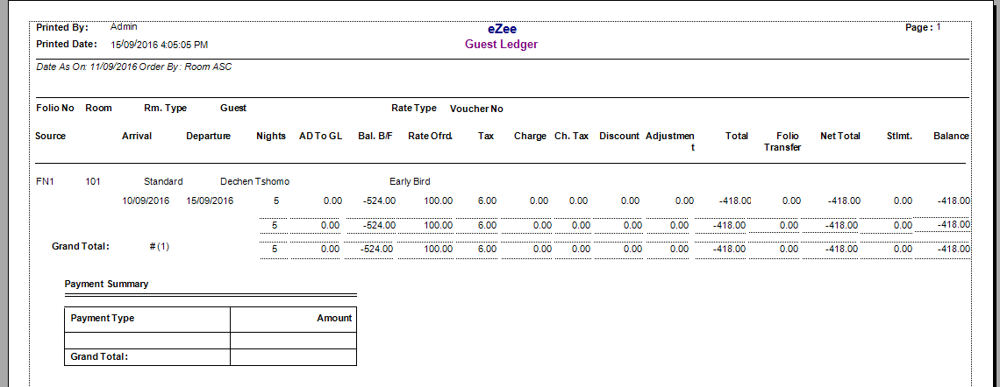 Printed By: Admin eZee Page : 1
Printed Date: 15/09/2016 4:05:05 PM Guest Ledger
Date As On: 11/09/2016 Order By : Room ASC
Folio No Room Rm. Type Guest Rate Type Voucher No
Source Arrival Departure Nights AD To GL Bal. B/F Rate Ofrd. Tax Charge Ch. Tax Discount Adjustmen Total Folio Net Total Stlmt. Balance
t Transfer
FN1 101 Standard Dechen Tshomo Early Bird
10/09/2016 15/09/2016 5 0.00 -524.00 100.00 6.00 0.00 0.00 0.00 0.00 -418.00 0.00 -418.00 0.00 -418.00
5 0.00 -524.00 100.00 6.00 0.00 0.00 0.00 0.00 -418.00 0.00 -418.00 0.00 -418.00
Grand Total: # (1) 5 0.00 -524.00 100.00 6.00 0.00 0.00 0.00 0.00 -418.00 0.00 -418.00 0.00 -418.00
Payment Summary
Payment Type Amount
Grand Total: